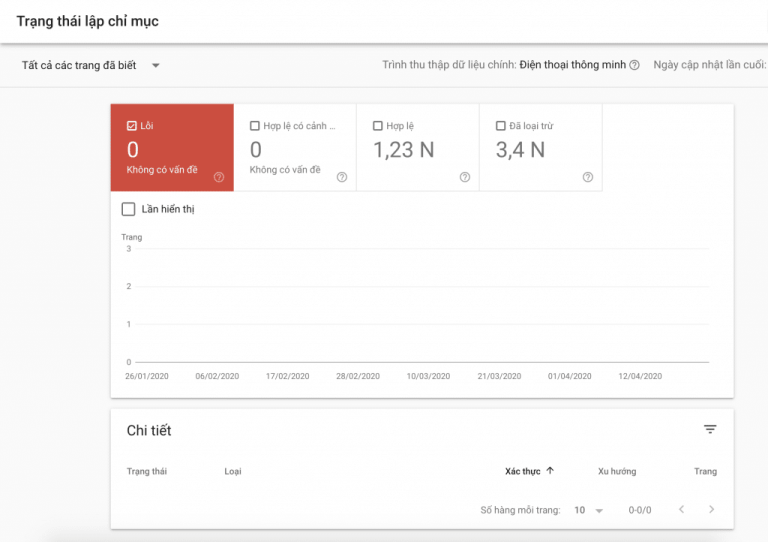 Trạng thái lập chỉ mục
Tất cả các trang đã biết
Trình thu thập dữ liệu chính: Điện thoại thông minh
Ngày cập nhật lần cuối:
Lỗi
0
Không có vấn đề
Hợp lệ có cảnh ...
0
Không có vấn đề
Hợp lệ
1,23 N
Đã loại trừ
3,4 N
Lần hiển thị
Trang
3
2
1
0
26/01/2020 06/02/2020 17/02/2020 28/02/2020 10/03/2020 21/03/2020 01/04/2020 12/04/2020
Chi tiết
Trạng thái Loại Xác thực Xu hướng Trang
Số hàng mỗi trang: 10 0-0/0